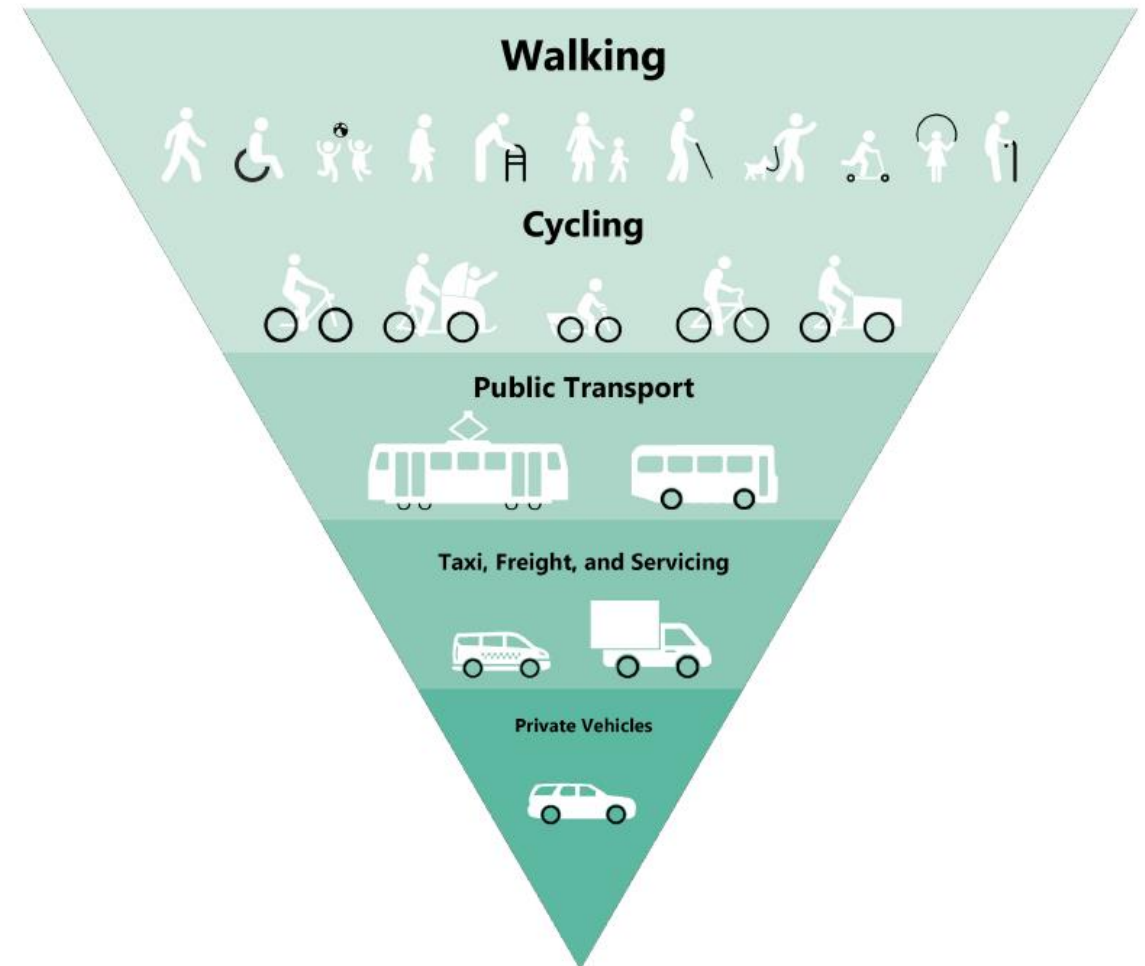 Walking
Cycling
Public Transport
Taxi, Freight, and Servicing
Private Vehicles